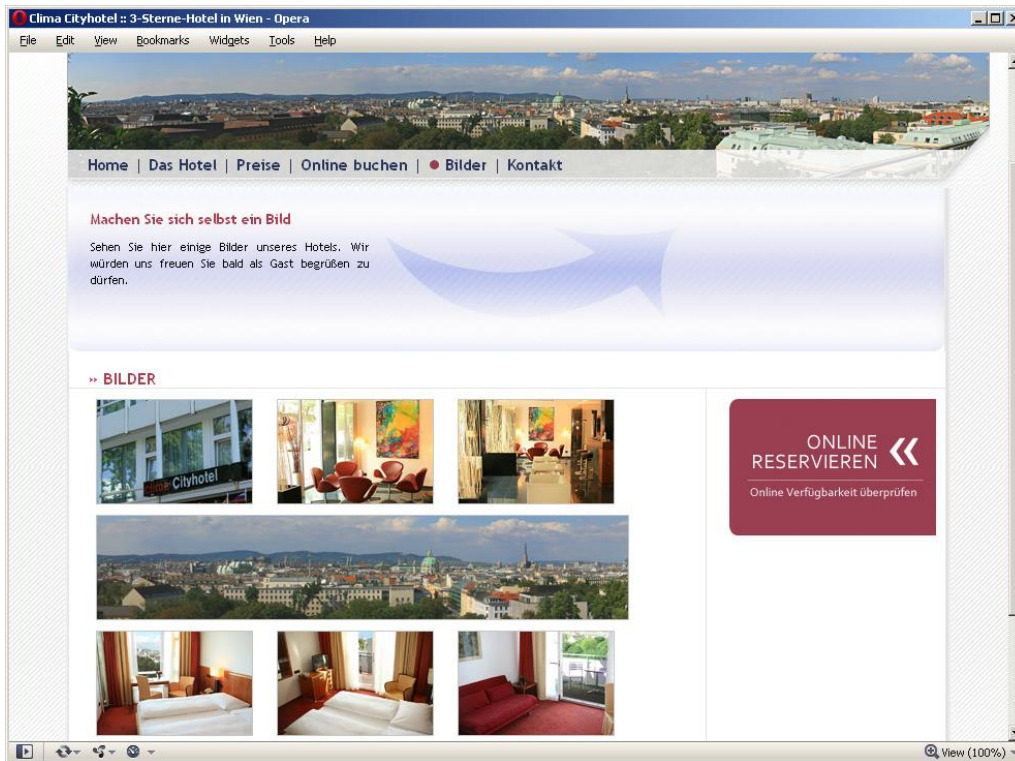 Clima Cityhotel :: 3-Sterne-Hotel in Wien - Opera
File Edit View Bookmarks Widgets Tools Help
Home | Das Hotel | Preise | Online buchen | Bilder | Kontakt
Machen Sie sich selbst ein Bild
Sehen Sie hier einige Bilder unseres Hotels. Wir
würden uns freuen Sie bald als Gast begrüßen zu
dürfen.
›› BILDER
clima Cityhotel
ONLINE
RESERVIEREN
Online Verfügbarkeit überprüfen
View (100%)